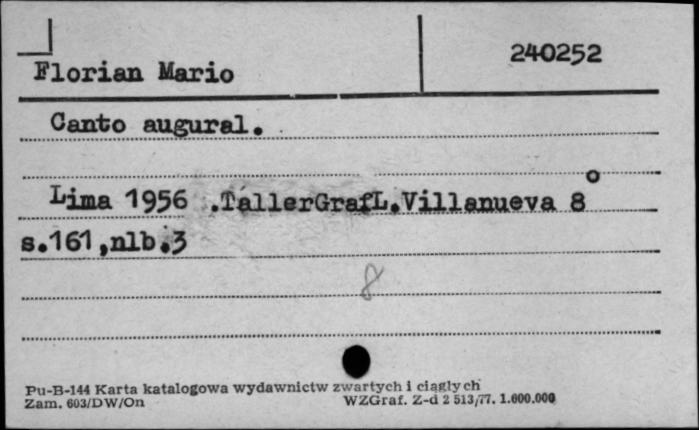 240252
Florian Mario
Canto augural.
Lima 1956 .TallerGrafL.Villanueva 8°
s.161,nlb.3
8
Pu-B-144 Karta katalogowa wydawnictw zwartych i ciągłych
Zam. 603/DW/On WZGraf. Z-d 2 513/77. 1.600.000